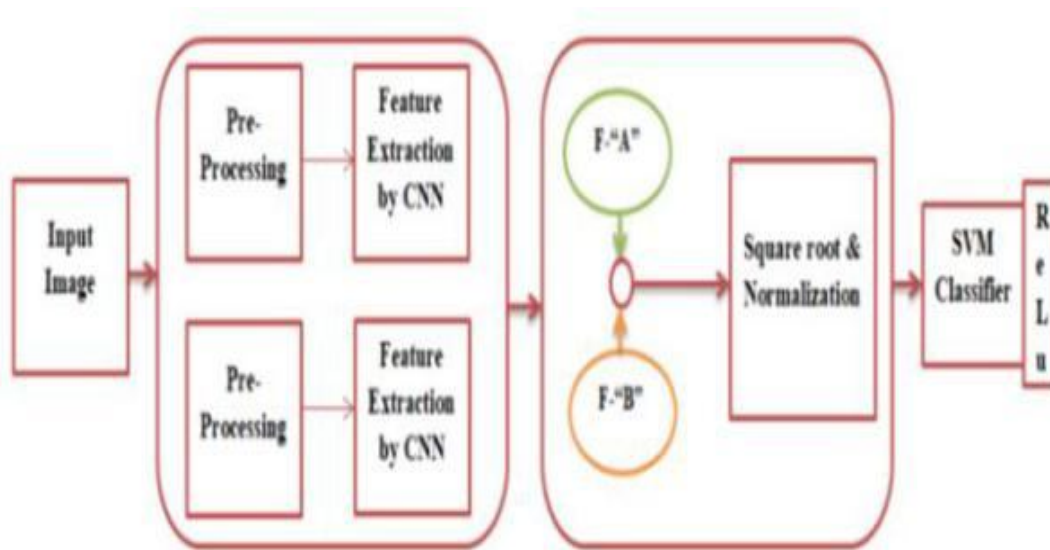 Input
Image
Pre-
Processing
Feature
Extraction
by CNN
Pre-
Processing
Feature
Extraction
by CNN
F-“A”
F-“B”
Square root &
Normalization
SVM
Classifier
R
e
L
u